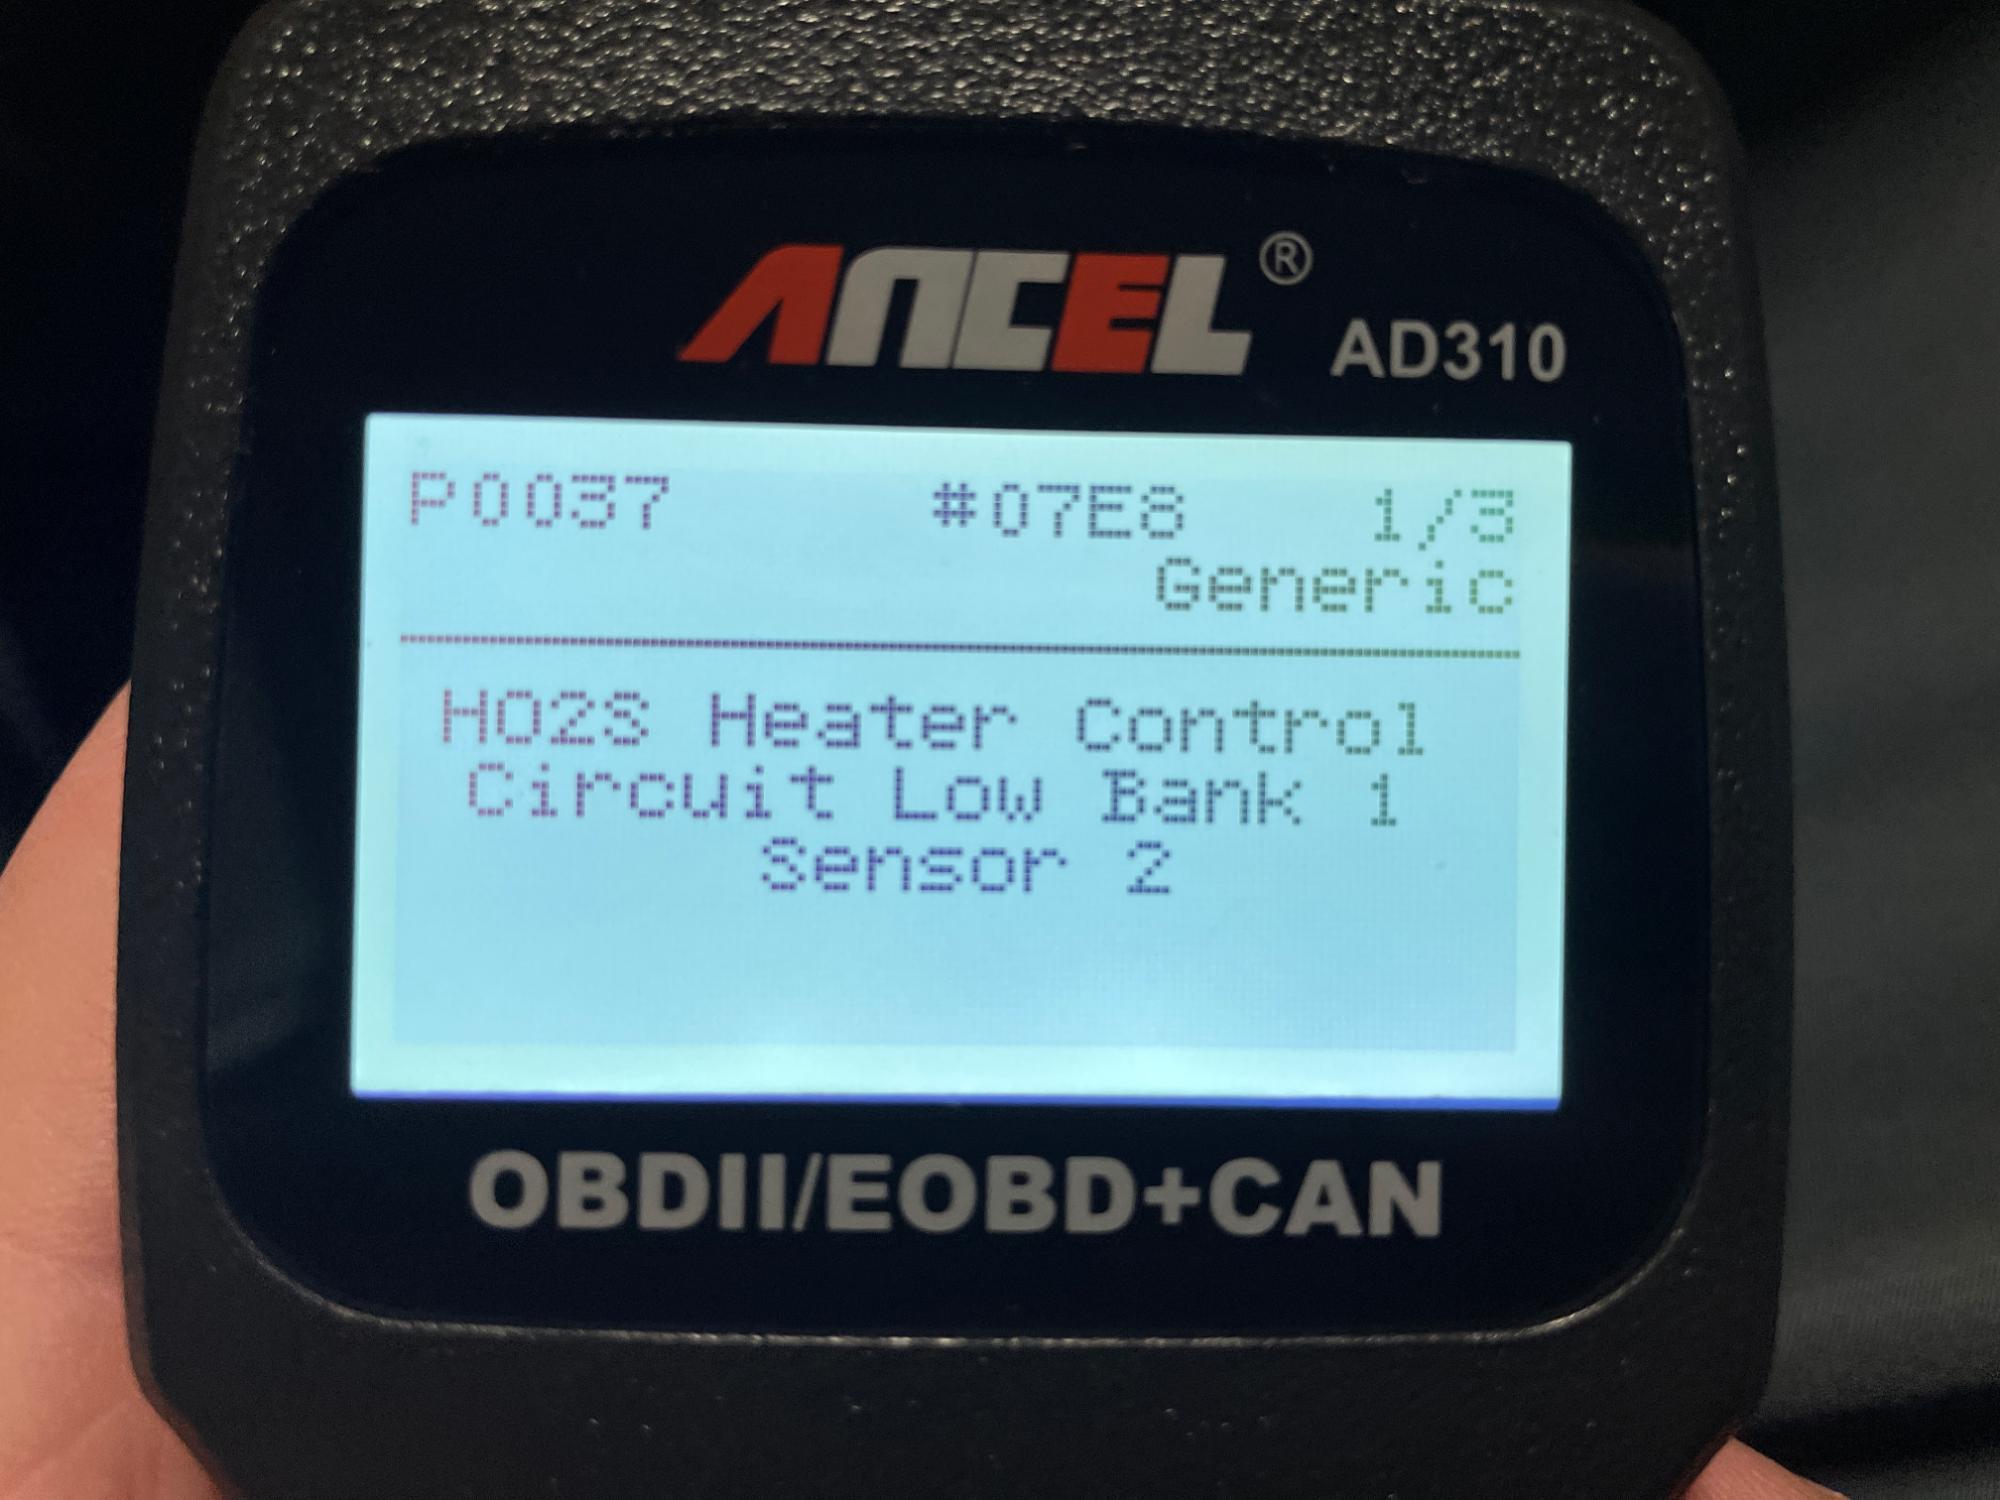 ANCEL® AD310
P0037 #07E8 1/3
Generic
HO2S Heater Control
Circuit Low Bank 1
Sensor 2
OBDII/EOBD+CAN